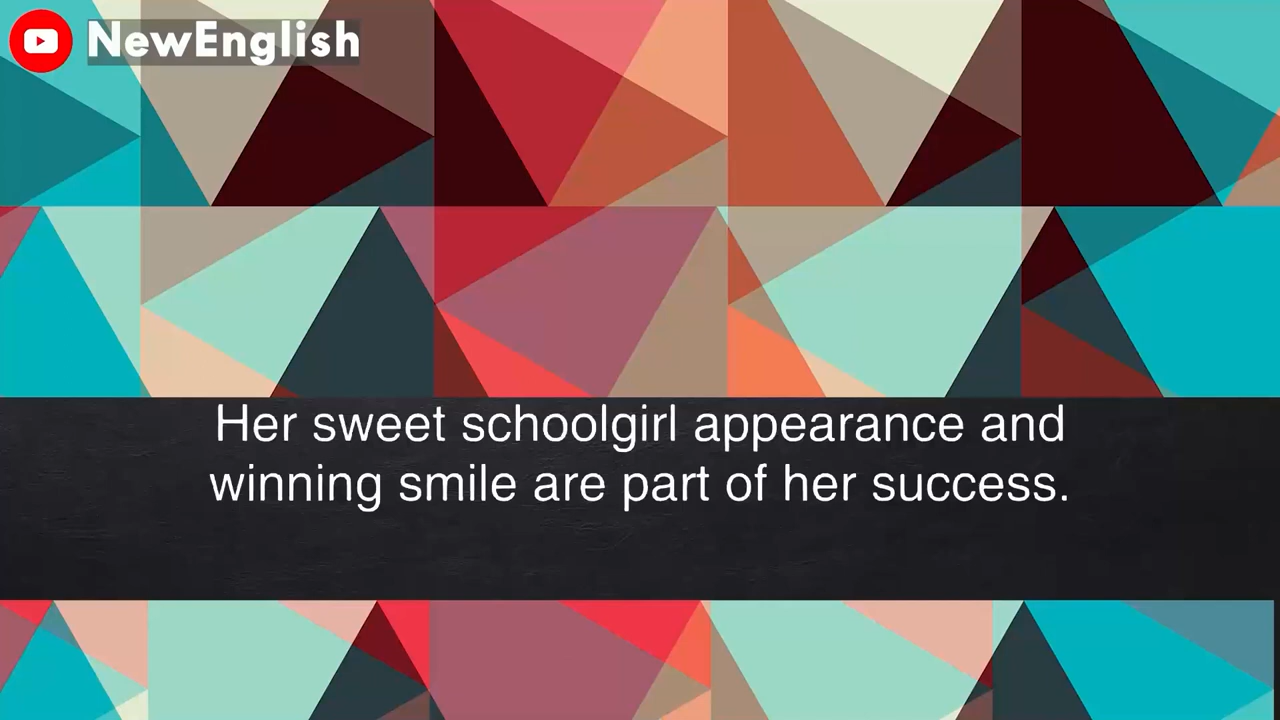 NewEnglish
Her sweet schoolgirl appearance and
winning smile are part of her success.